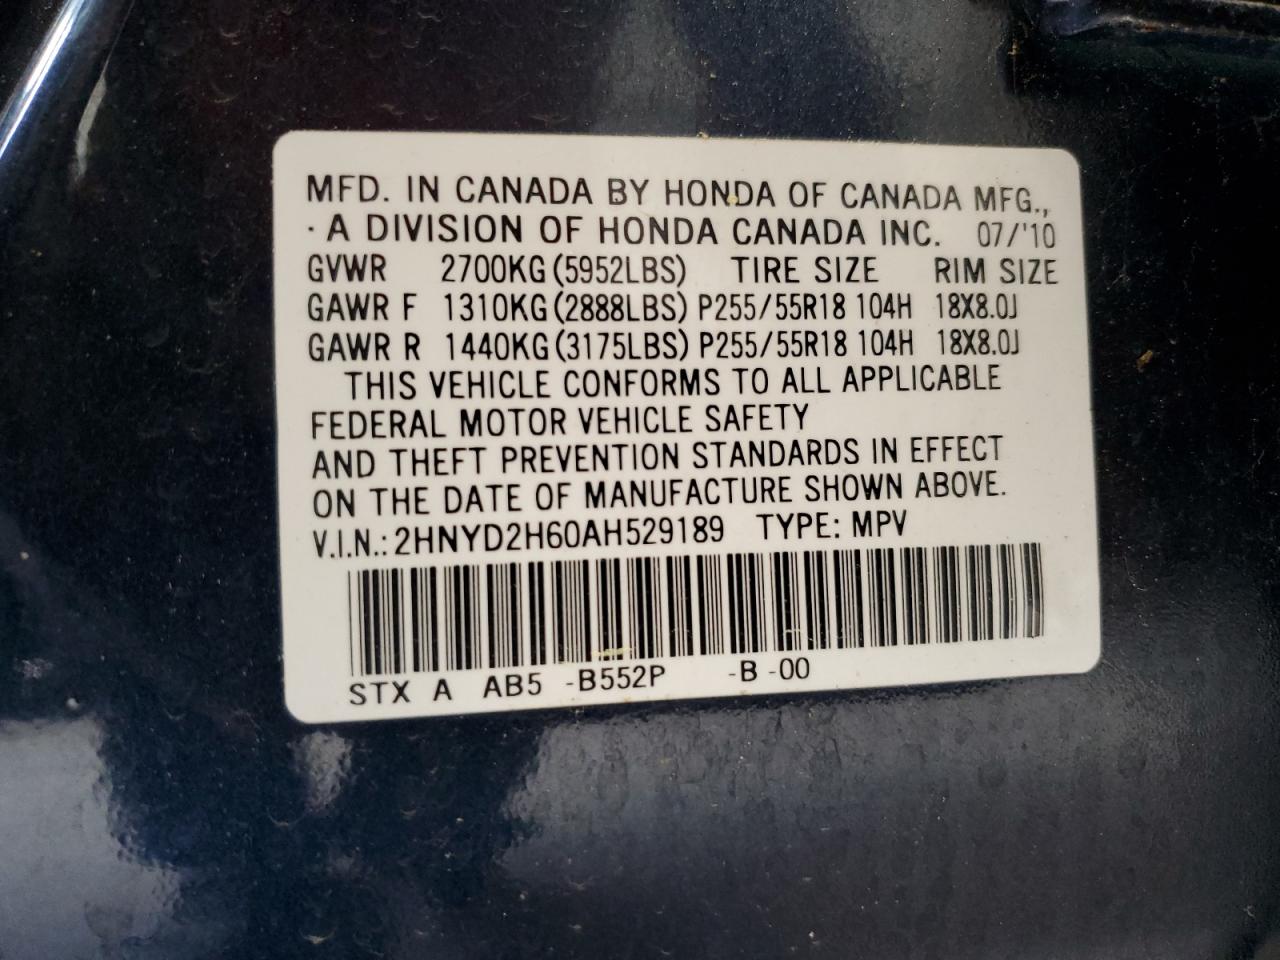 MFD. IN CANADA BY HONDA OF CANADA MFG.,
·A DIVISION OF HONDA CANADA INC. 07/'10
GVWR 2700KG(5952LBS) TIRE SIZE RIM SIZE
GAWR F 1310KG(2888LBS) P255/55R18 104H 18X8.0J
GAWR R 1440KG(3175LBS) P255/55R18 104H 18X8.0J
THIS VEHICLE CONFORMS TO ALL APPLICABLE
FEDERAL MOTOR VEHICLE SAFETY
AND THEFT PREVENTION STANDARDS IN EFFECT
ON THE DATE OF MANUFACTURE SHOWN ABOVE.
V.I.N.: 2HNYD2H60AH529189 TYPE: MPV
STX A AB5 -B552P -B -00